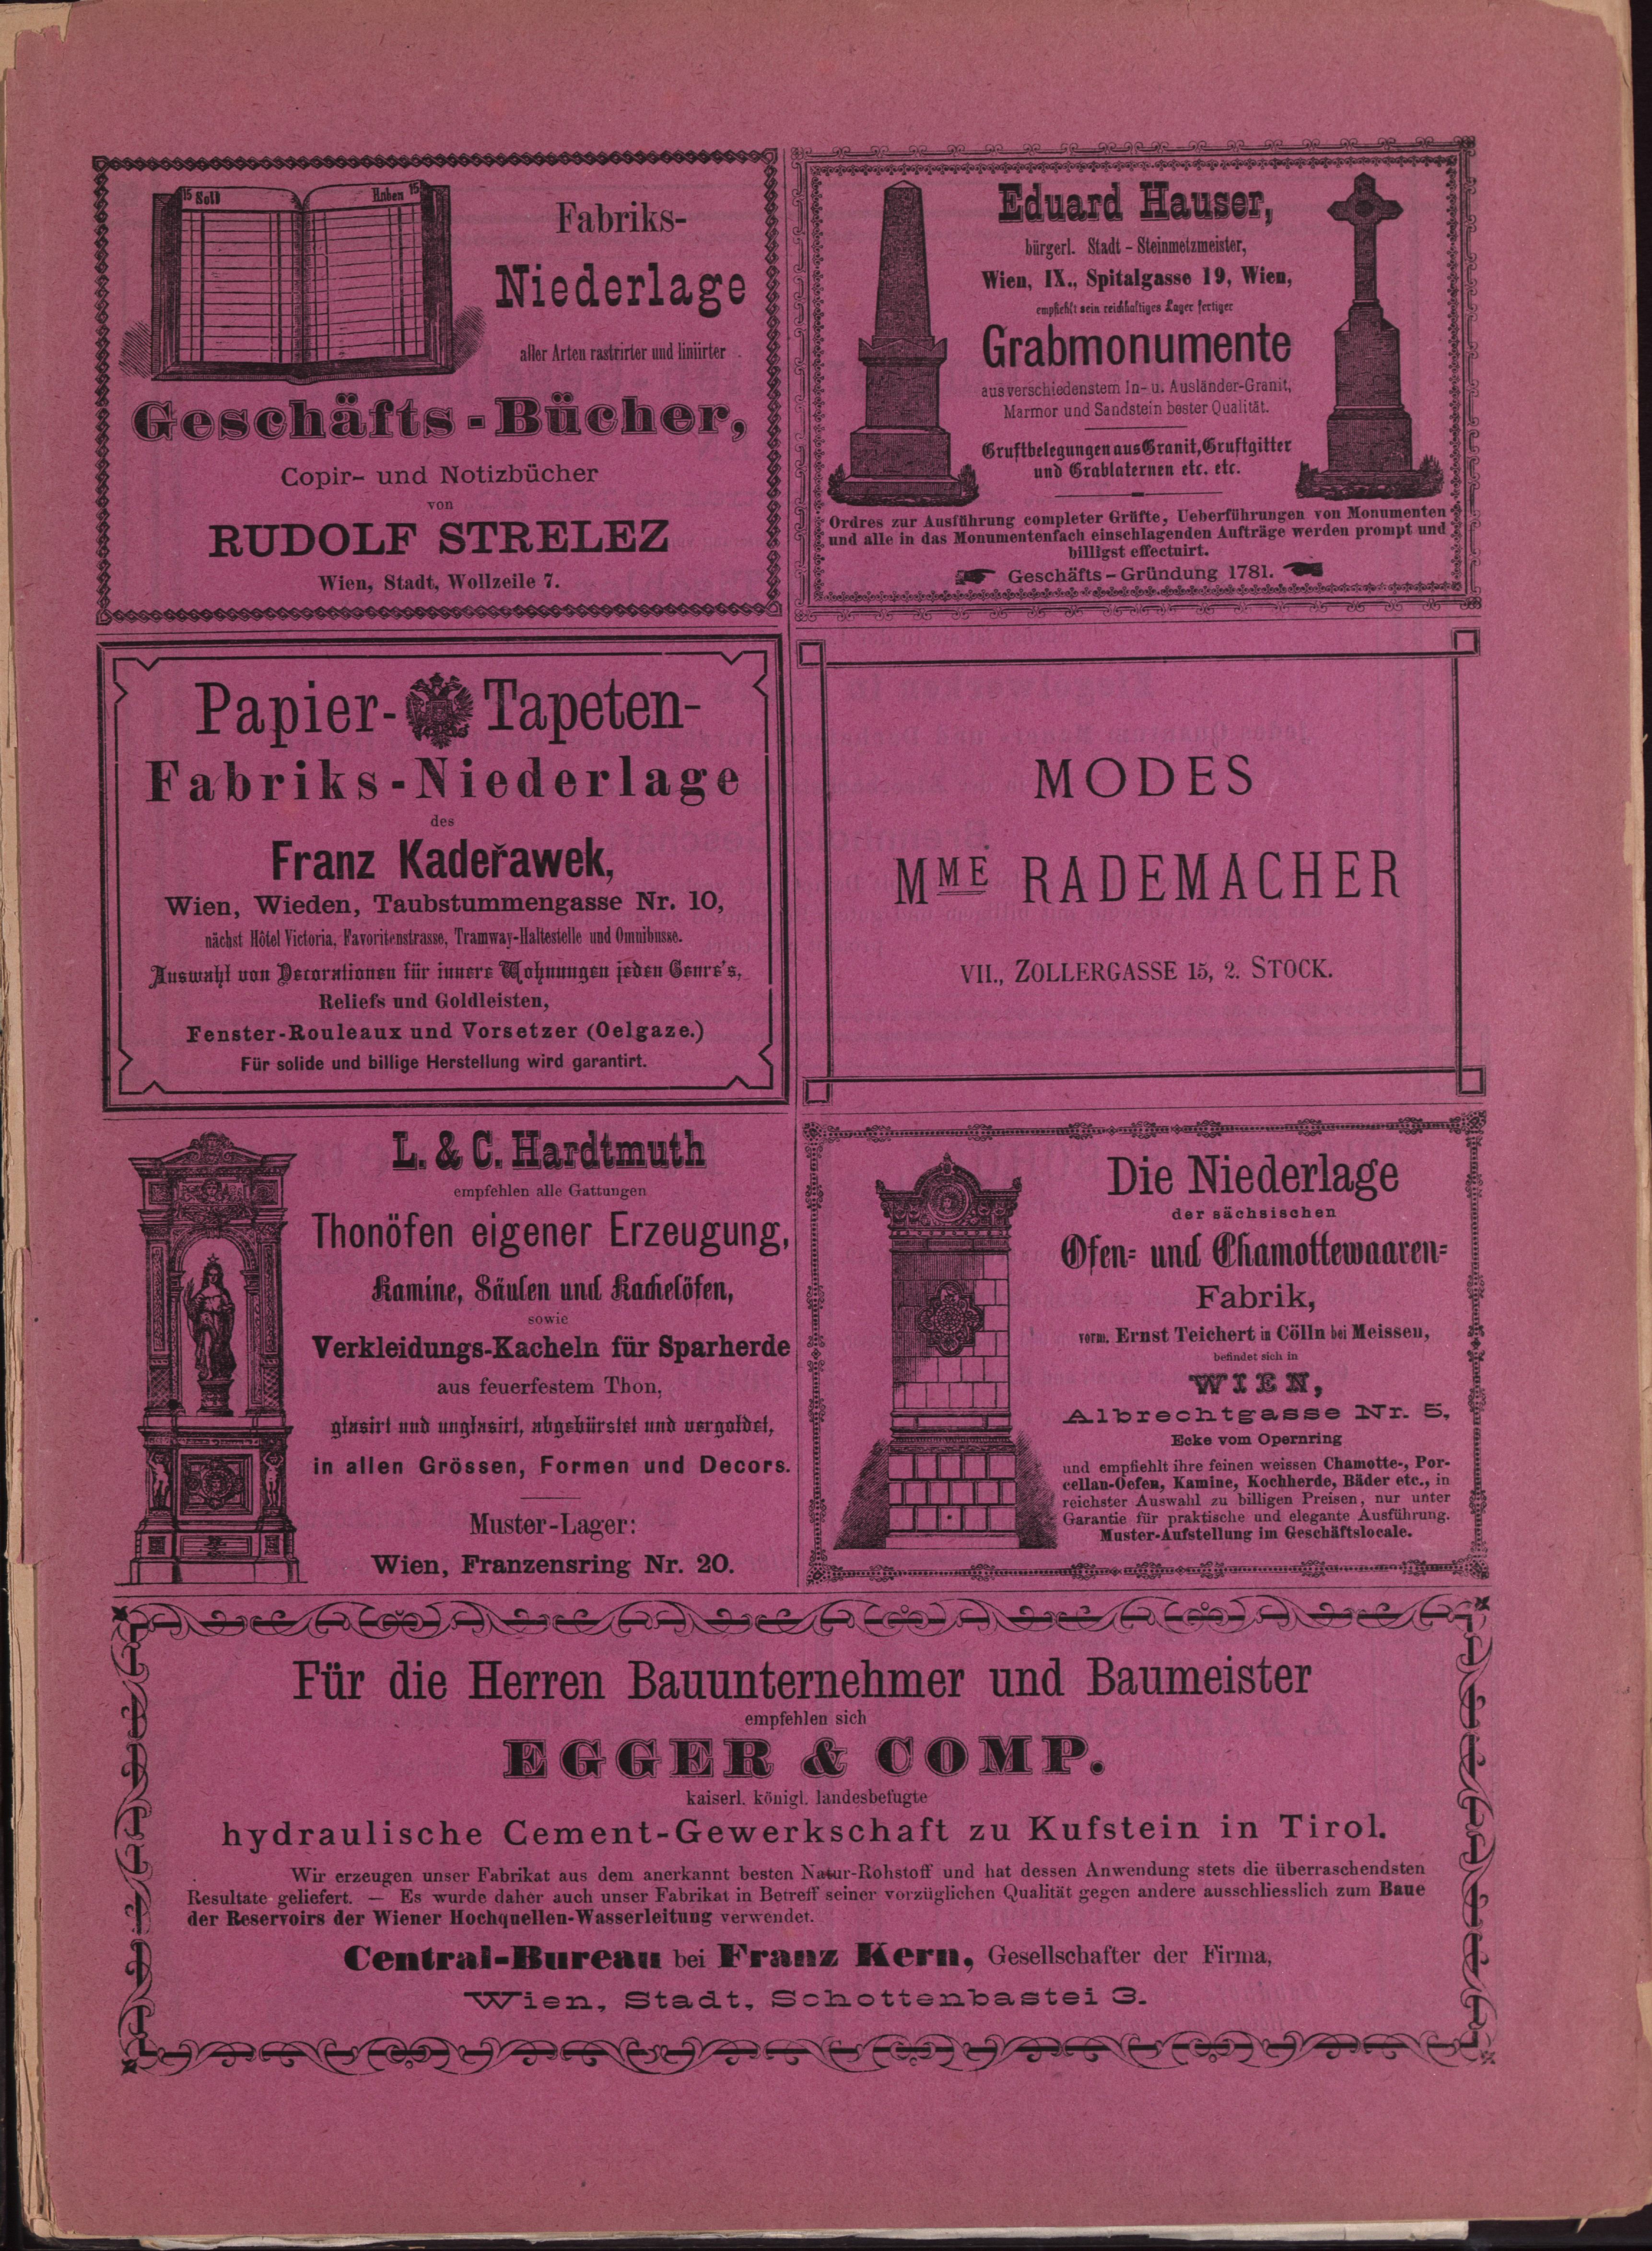 15 Soll Haben 15
Fabriks-
Niederlage
aller Arten rastrirter und liniirter
Geschäfts-Bücher,
Copir- und Notizbücher
von
RUDOLF STRELEZ
Wien, Stadt, Wollzeile 7.
Eduard Hauser,
bürgerl. Stadt-Steinmetzmeister,
Wien, IX., Spitalgasse 19, Wien,
empfiehlt sein reichhaltiges Lager fertiger
Grabmonumente
aus verschiedenstem In- u. Ausländer-Granit,
Marmor und Sandstein bester Qualität.
Gruftbelegungen aus Granit, Gruftgitter
und Grablaternen etc. etc.
Ordres zur Ausführung completer Grüfte, Ueberführungen von Monumenten
und alle in das Monumentenfach einschlagenden Aufträge werden prompt und
billigst effectuirt.
Geschäfts-Gründung 1781.
Papier-Tapeten-
Fabriks-Niederlage
des
Franz Kadeřawek,
Wien, Wieden, Taubstummengasse Nr. 10,
nächst Hôtel Victoria, Favoritenstrasse, Tramway-Haltestelle und Omnibusse.
Auswahl von Decorationen für innere Wohnungen jeden Genre's,
Reliefs und Goldleisten,
Fenster-Rouleaux und Vorsetzer (Oelgaze.)
Für solide und billige Herstellung wird garantirt.
MODES
MME RADEMACHER
VII., ZOLLERGASSE 15, 2. STOCK.
L. & C. Hardtmuth
empfehlen alle Gattungen
Thonöfen eigener Erzeugung,
Kamine, Säulen und Kachelöfen,
sowie
Verkleidungs-Kacheln für Sparherde
aus feuerfestem Thon,
glasirt und unglasirt, abgebürstet und vergoldet,
in allen Grössen, Formen und Decors.
Muster-Lager:
Wien, Franzensring Nr. 20.
Die Niederlage
der sächsischen
Ofen- und Chamottewaaren-
Fabrik,
vorm. Ernst Teichert in Cölln bei Meissen,
befindet sich in
WIEN,
Albrechtgasse Nr. 5,
Ecke vom Opernring
und empfiehlt ihre feinen weissen Chamotte-, Por-
cellan-Oefen, Kamine, Kochherde, Bäder etc., in
reichster Auswahl zu billigen Preisen, nur unter
Garantie für praktische und elegante Ausführung.
Muster-Aufstellung im Geschäftslocale.
Für die Herren Bauunternehmer und Baumeister
empfehlen sich
EGGER & COMP.
kaiserl. königl. landesbefugte
hydraulische Cement-Gewerkschaft zu Kufstein in Tirol.
Wir erzeugen unser Fabrikat aus dem anerkannt besten Natur-Rohstoff und hat dessen Anwendung stets die überraschendsten
Resultate geliefert. — Es wurde daher auch unser Fabrikat in Betreff seiner vorzüglichen Qualität gegen andere ausschliesslich zum Baue
der Reservoirs der Wiener Hochquellen-Wasserleitung verwendet.
Central-Bureau bei Franz Kern, Gesellschafter der Firma,
Wien, Stadt, Schottenbastei 3.